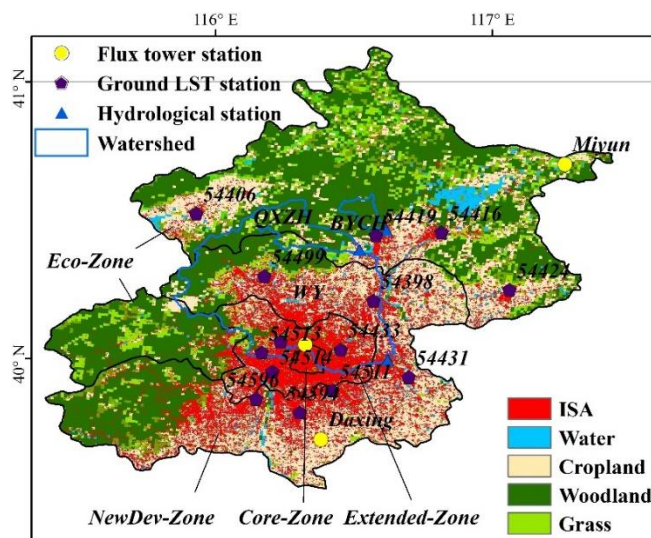 116° E
117° E
41° N
40° N
Flux tower station
Ground LST station
Hydrological station
Watershed
Miyun
54406
QXZH
BYCIP
54419
54416
Eco-Zone
54499
WY
54398
54424
54513
54433
54514
54511
54431
54596
54594
Daxing
NewDev-Zone
Core-Zone
Extended-Zone
ISA
Water
Cropland
Woodland
Grass